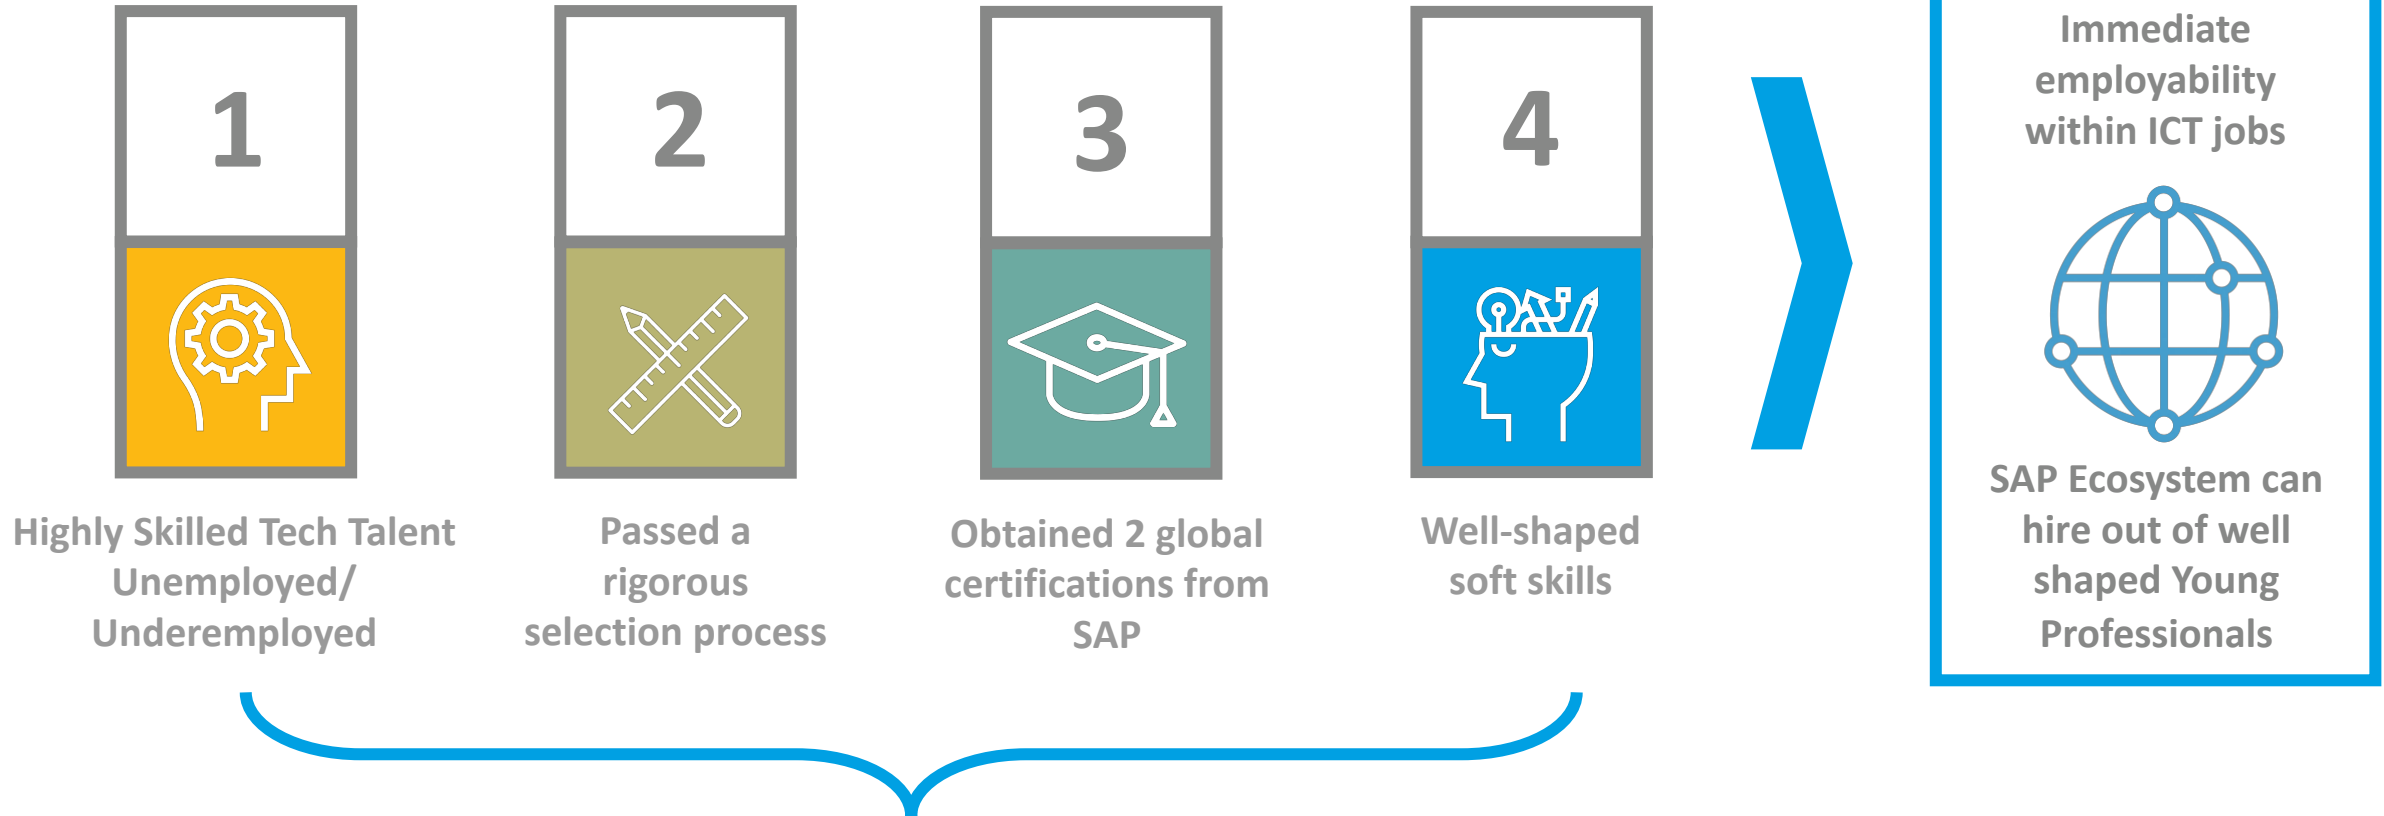 1
Highly Skilled Tech Talent
Unemployed/
Underemployed
2
Passed a
rigorous
selection process
3
Obtained 2 global
certifications from
SAP
4
Well-shaped
soft skills
Immediate
employability
within ICT jobs
SAP Ecosystem can
hire out of well
shaped Young
Professionals